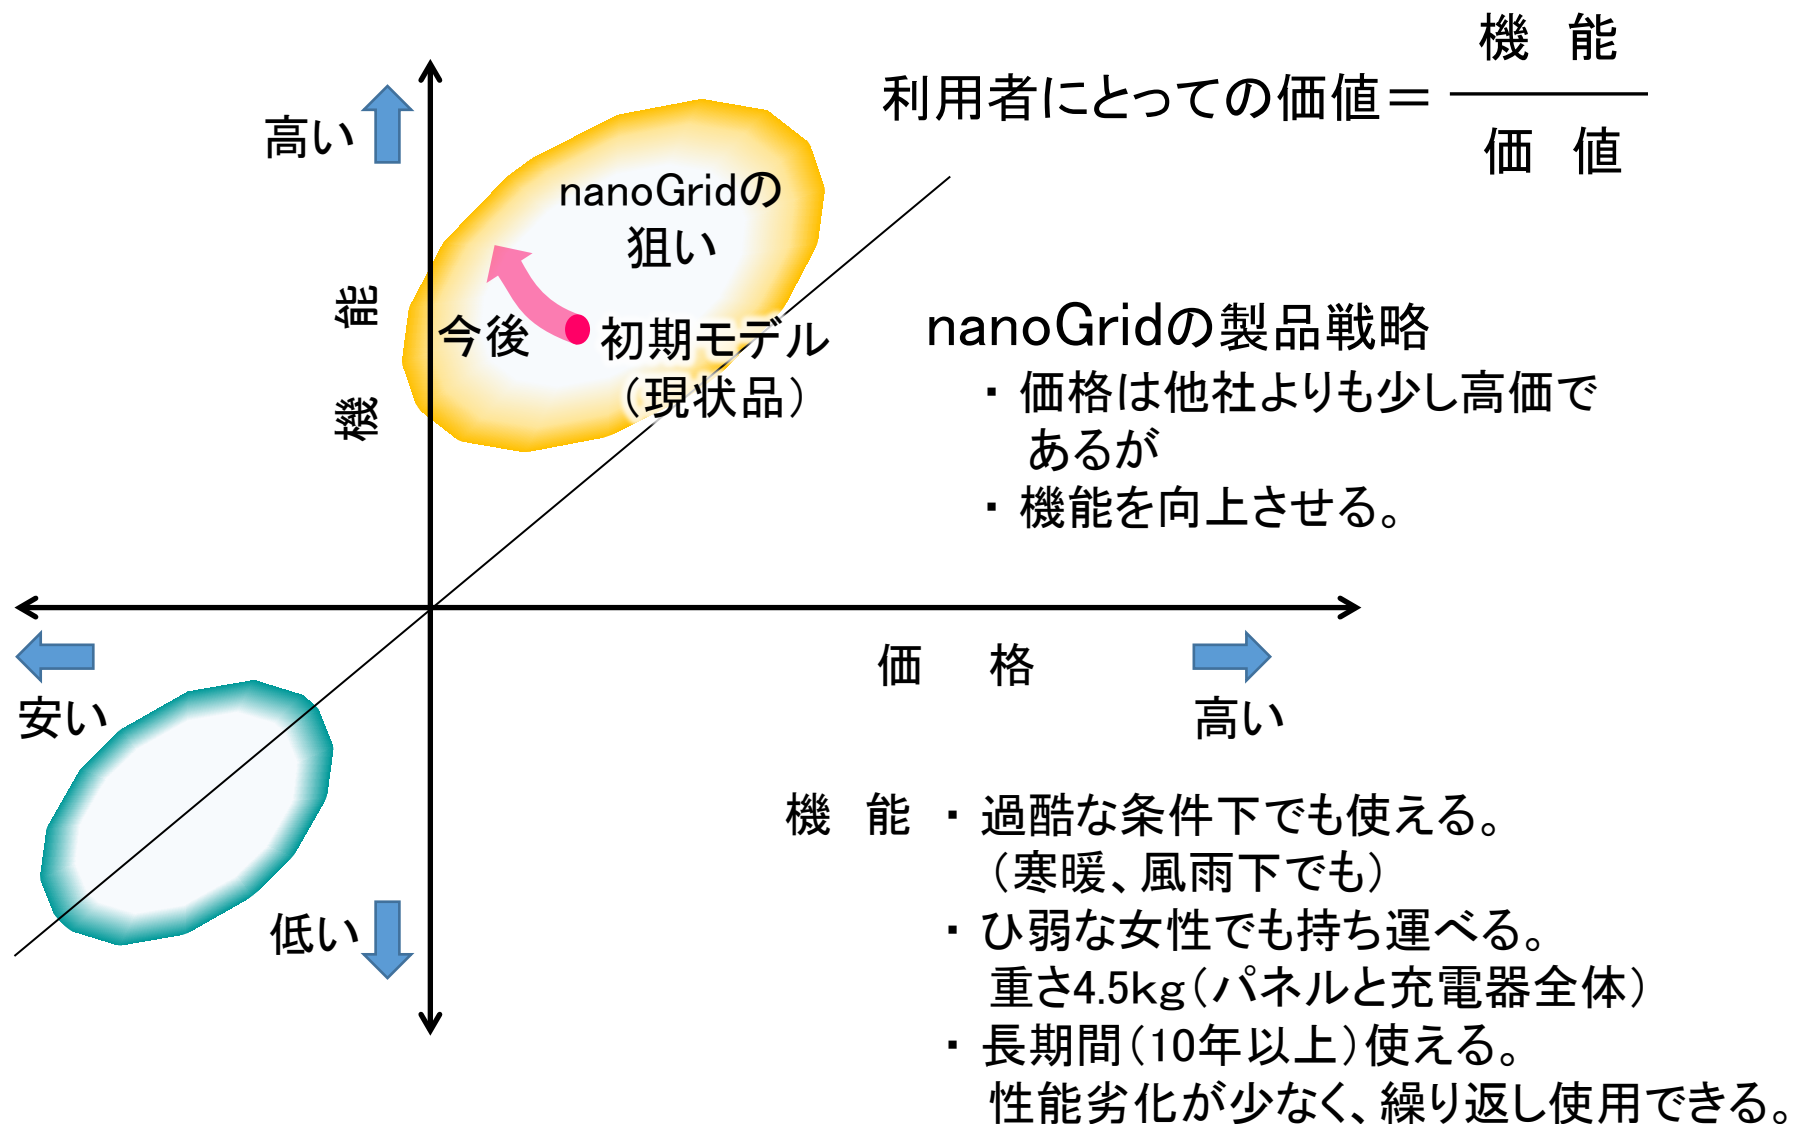 利用者にとっての価値＝
機　能
価　値
高い
nanoGridの
狙い
機　能
今後
初期モデル
（現状品）
nanoGridの製品戦略
・ 価格は他社よりも少し高価で
あるが
・ 機能を向上させる。
価　格
安い
高い
低い
機　能　・ 過酷な条件下でも使える。
（寒暖、風雨下でも）
・ ひ弱な女性でも持ち運べる。
重さ4.5kg（パネルと充電器全体）
・ 長期間（10年以上）使える。
性能劣化が少なく、繰り返し使用できる。